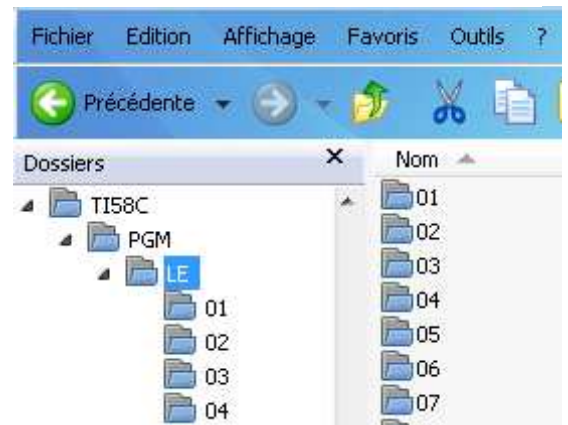 Fichier Edition Affichage Favoris Outils ?
Précédente
Dossiers
TI58C
PGM
LE
01
02
03
04
Nom
01
02
03
04
05
06
07